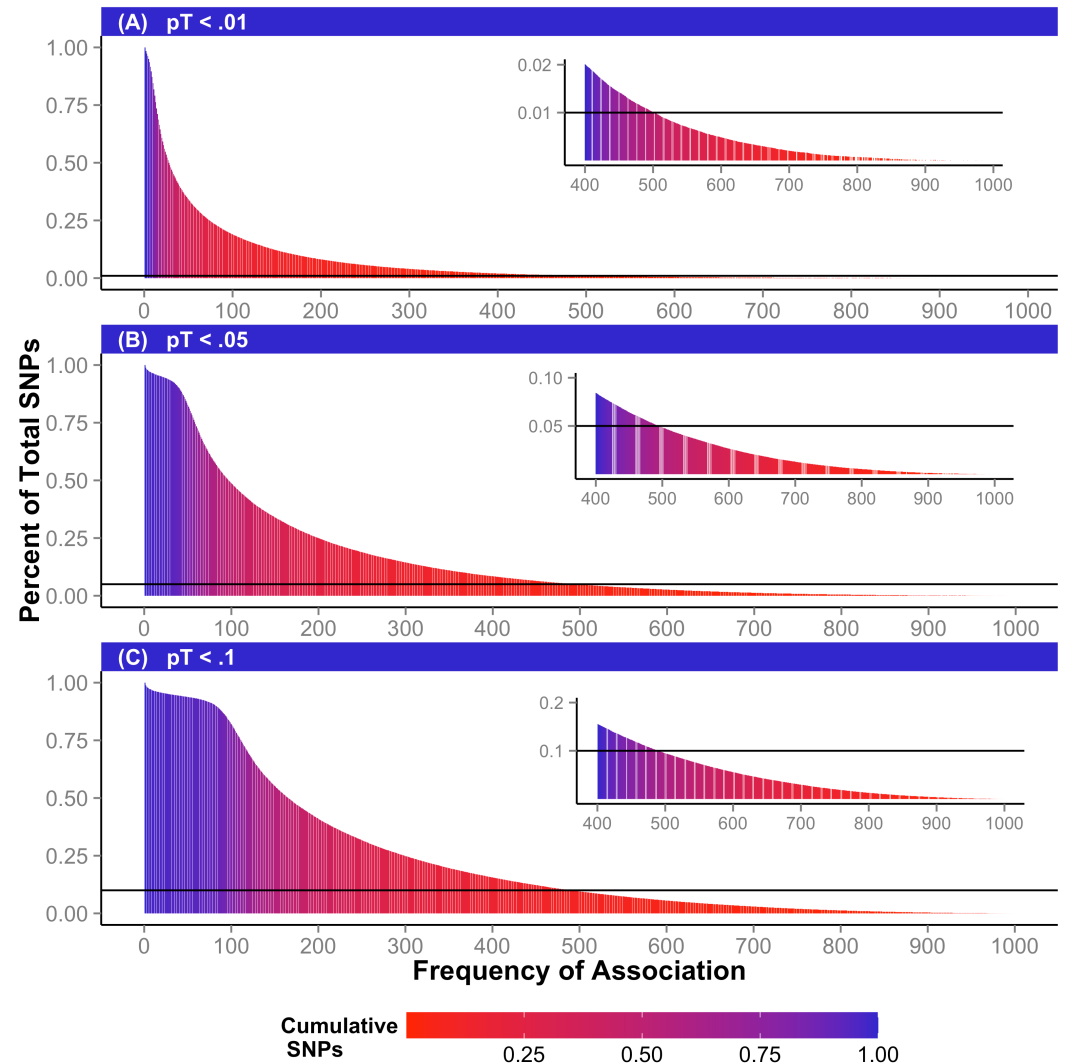 (A) pT < .01
1.00
0.75
0.50
0.25
0.00
0 100 200 300 400 500 600 700 800 900 1000
0.02
0.01
400 500 600 700 800 900 1000
(B) pT < .05
1.00
0.75
0.50
0.25
0.00
0 100 200 300 400 500 600 700 800 900 1000
0.10
0.05
400 500 600 700 800 900 1000
(C) pT < .1
1.00
0.75
0.50
0.25
0.00
0 100 200 300 400 500 600 700 800 900 1000
0.2
0.1
400 500 600 700 800 900 1000
Percent of Total SNPs
Frequency of Association
Cumulative
SNPs
0.25 0.50 0.75 1.00